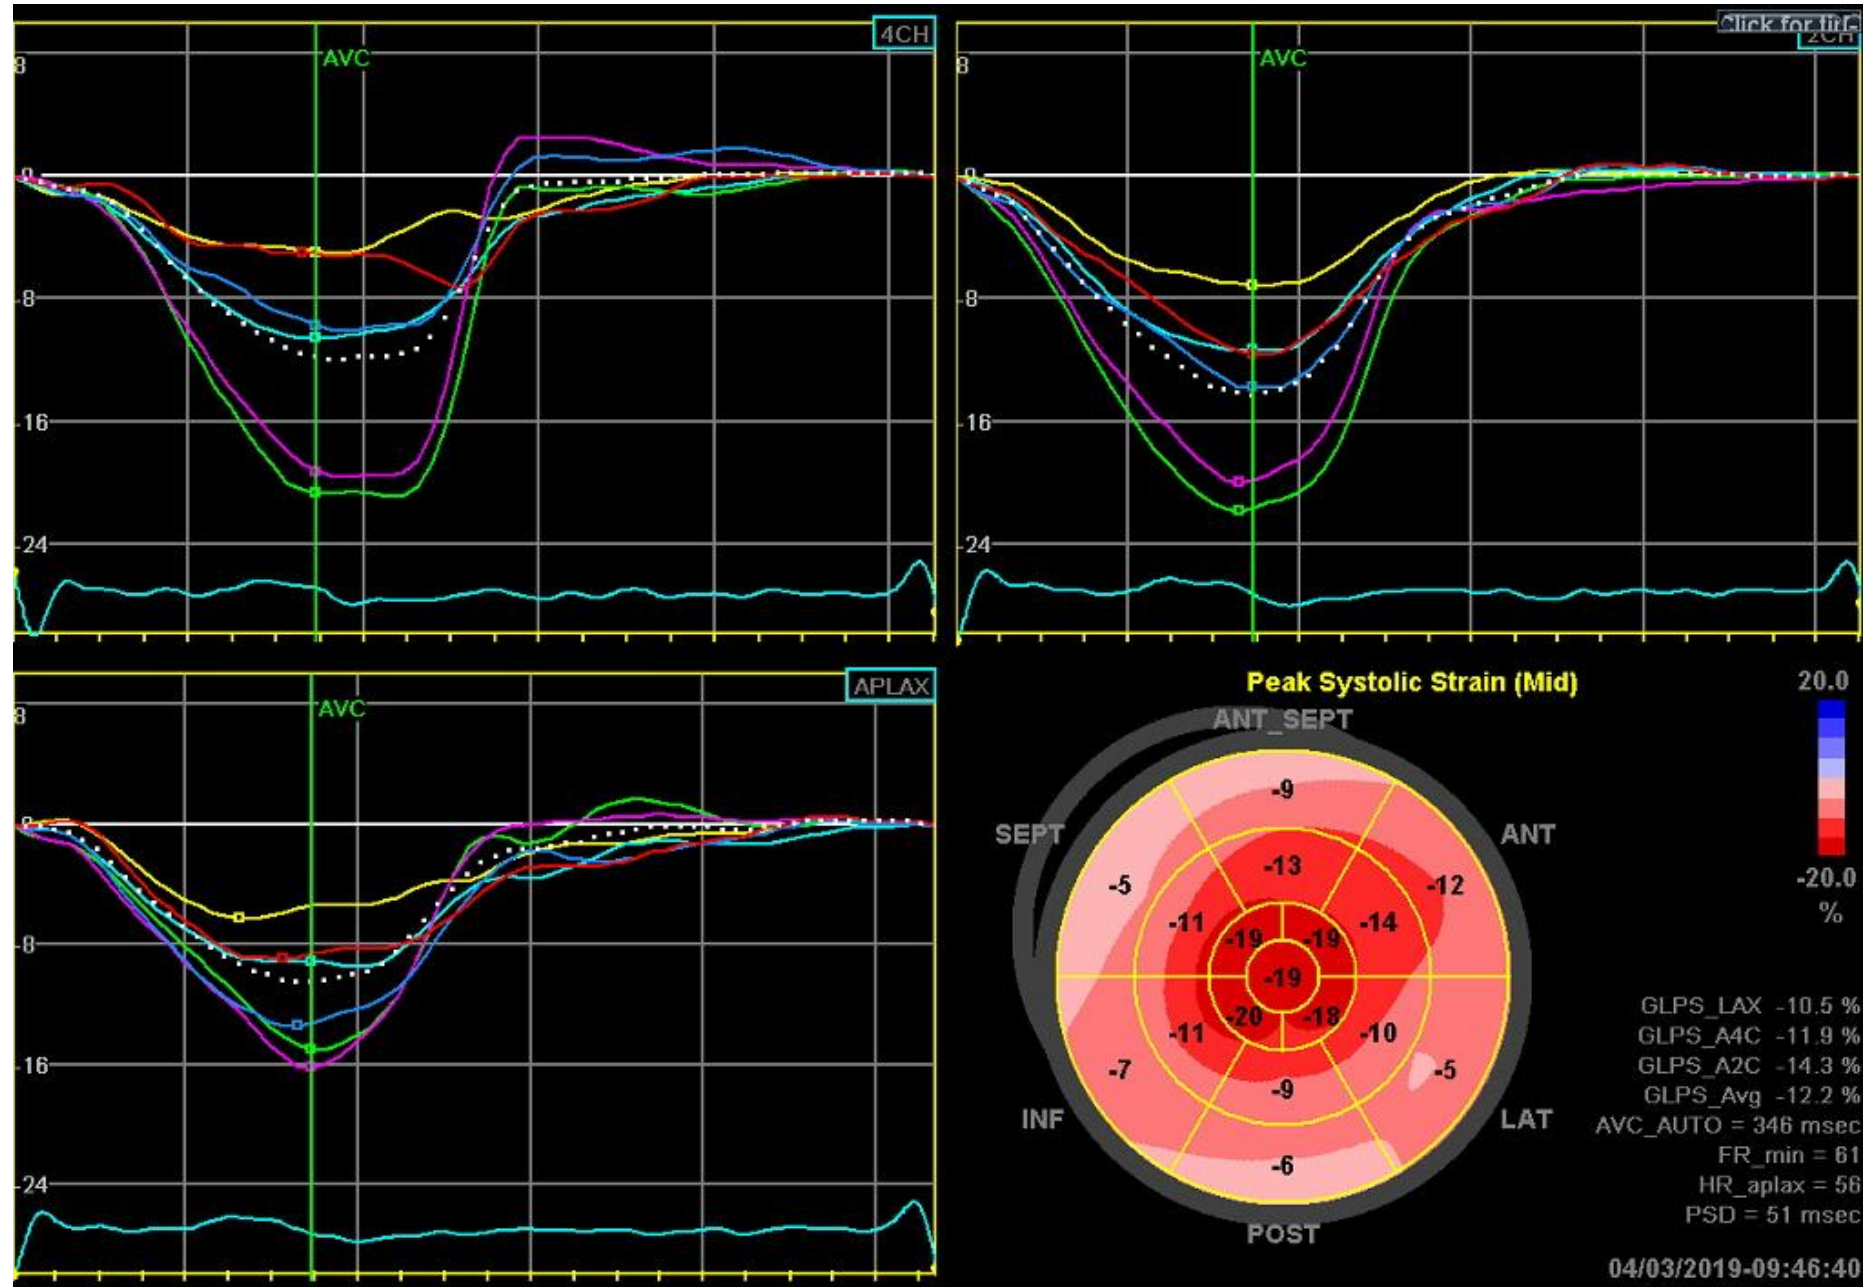 4CH
AVC
8
0
-8
-16
-24
Click for tit
2CH
AVC
8
0
-8
-16
-24
APLAX
AVC
8
0
-8
-16
-24
Peak Systolic Strain (Mid)
20.0
-20.0
%
ANT_SEPT
SEPT
ANT
INF
LAT
POST
-9
-13
-5
-12
-11
-14
-19
-19
-19
-20
-18
-11
-10
-7
-5
-9
-6
GLPS_LAX -10.5 %
GLPS_A4C -11.9 %
GLPS_A2C -14.3 %
GLPS_Avg -12.2 %
AVC_AUTO = 346 msec
FR_min = 61
HR_aplax = 56
PSD = 51 msec
04/03/2019-09:46:40